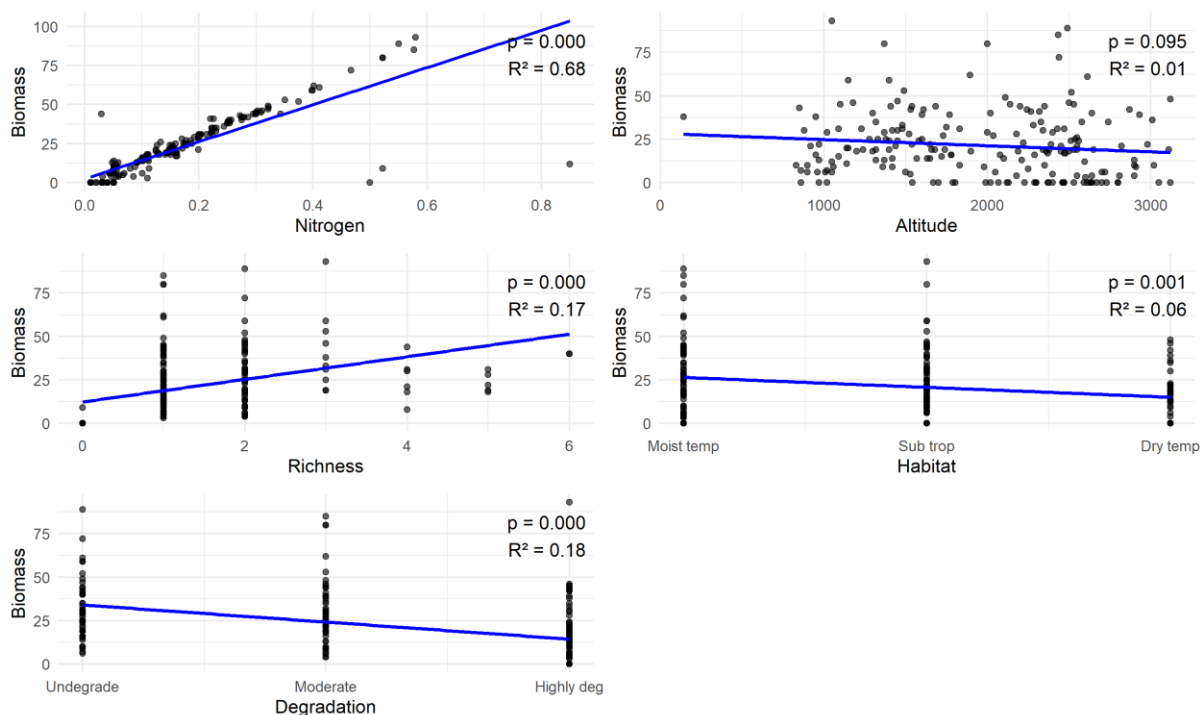 100
75
50
25
0
Biomass
p = 0.000
R² = 0.68
0.0 0.2 0.4 0.6 0.8
Nitrogen
75
50
25
0
Biomass
p = 0.095
R² = 0.01
0 1000 2000 3000
Altitude
75
50
25
0
Biomass
p = 0.000
R² = 0.17
0 2 4 6
Richness
75
50
25
0
Biomass
p = 0.001
R² = 0.06
Moist temp Sub trop Dry temp
Habitat
75
50
25
0
Biomass
p = 0.000
R² = 0.18
Undegrade Moderate Highly deg
Degradation